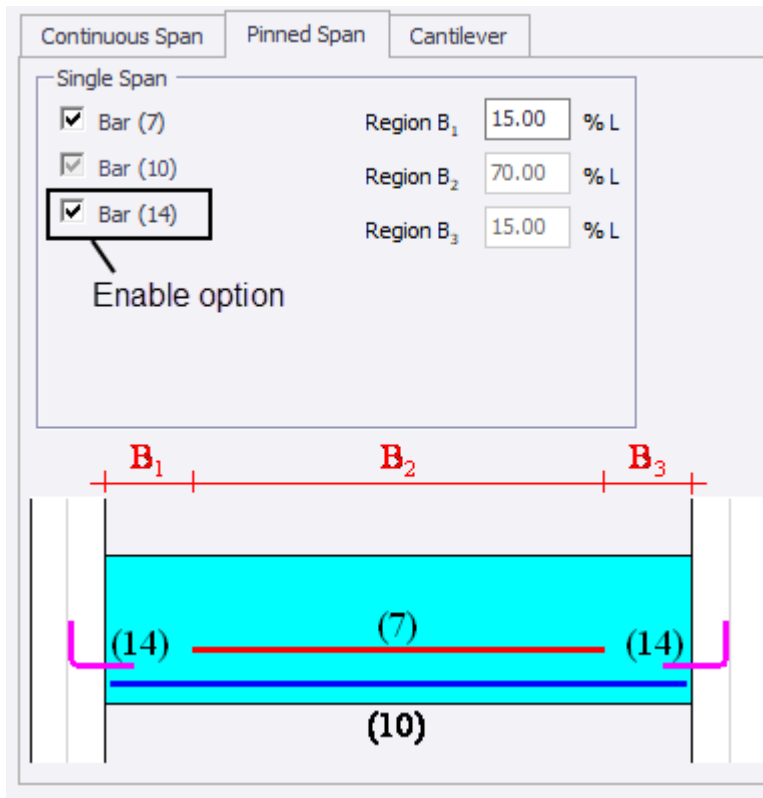 Continuous Span Pinned Span Cantilever
Single Span
Bar (7) Region B₁ 15.00 % L
Bar (10) Region B₂ 70.00 % L
Bar (14) Region B₃ 15.00 % L
Enable option
B₁ B₂ B₃
(14) (7) (14)
(10)